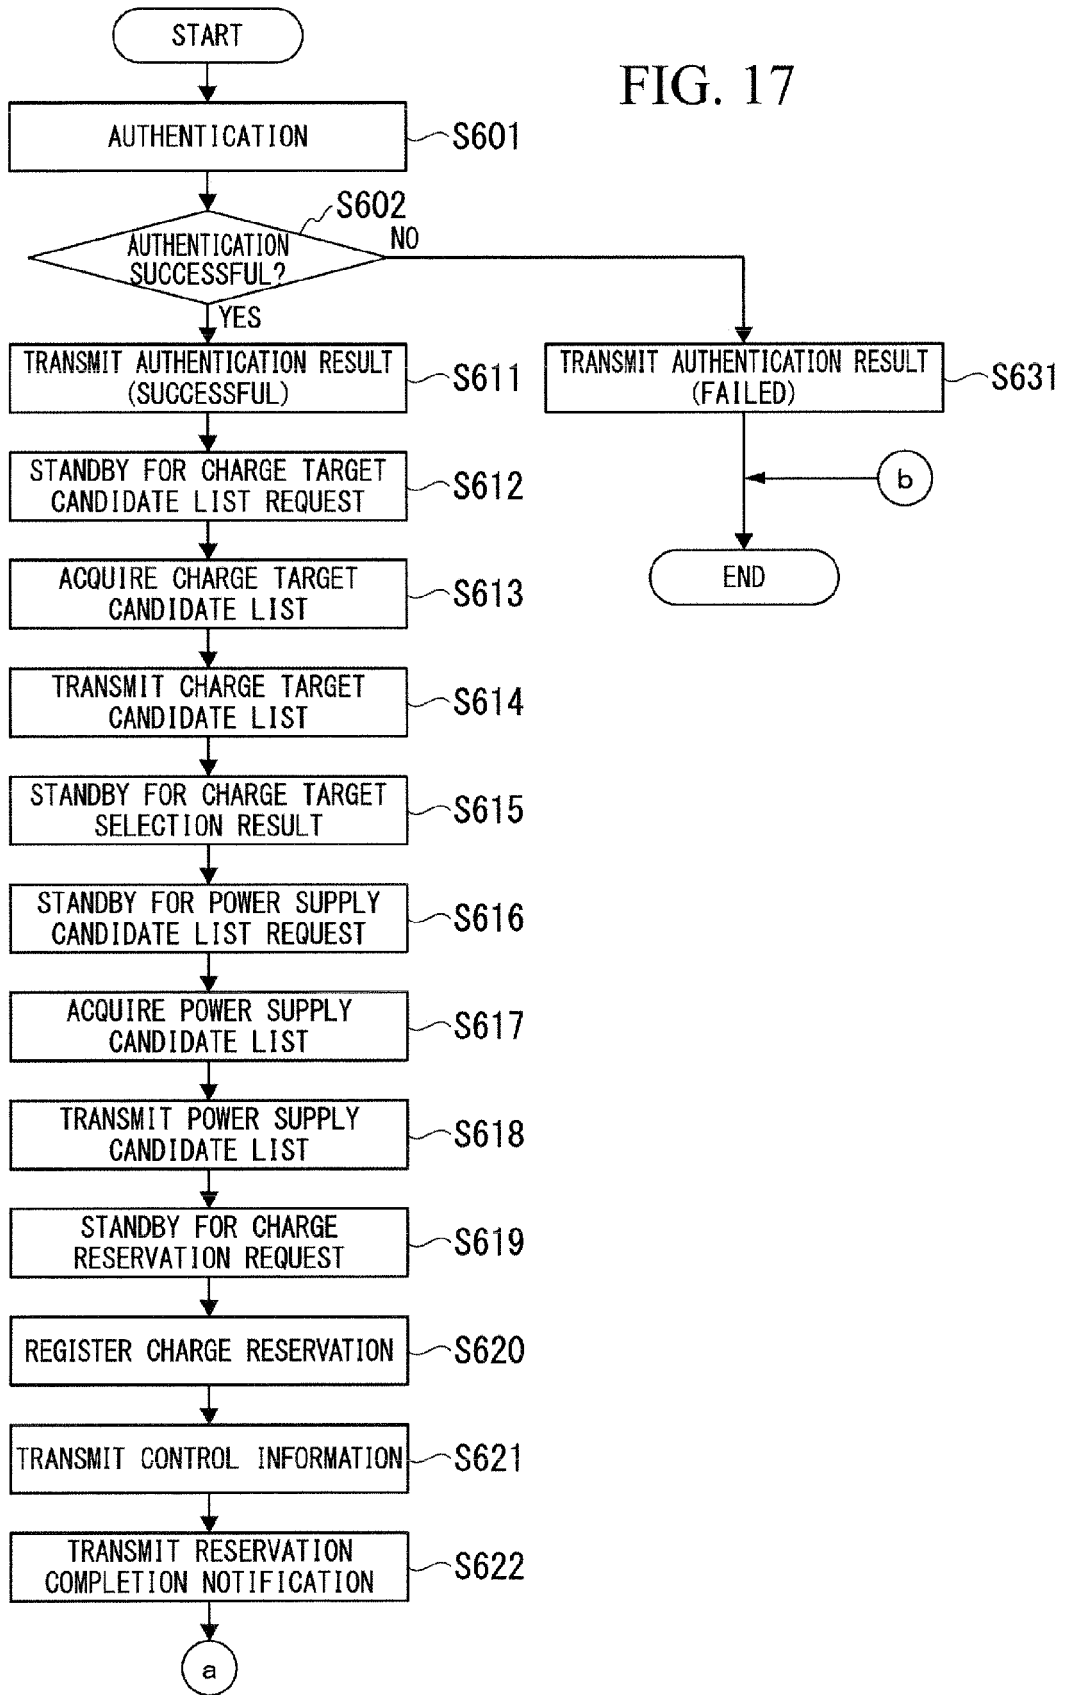 START
FIG. 17
AUTHENTICATION
S601
S602
AUTHENTICATION
SUCCESSFUL?
NO
YES
TRANSMIT AUTHENTICATION RESULT
(SUCCESSFUL)
S611
TRANSMIT AUTHENTICATION RESULT
(FAILED)
S631
STANDBY FOR CHARGE TARGET
CANDIDATE LIST REQUEST
S612
b
ACQUIRE CHARGE TARGET
CANDIDATE LIST
S613
END
TRANSMIT CHARGE TARGET
CANDIDATE LIST
S614
STANDBY FOR CHARGE TARGET
SELECTION RESULT
S615
STANDBY FOR POWER SUPPLY
CANDIDATE LIST REQUEST
S616
ACQUIRE POWER SUPPLY
CANDIDATE LIST
S617
TRANSMIT POWER SUPPLY
CANDIDATE LIST
S618
STANDBY FOR CHARGE
RESERVATION REQUEST
S619
REGISTER CHARGE RESERVATION
S620
TRANSMIT CONTROL INFORMATION
S621
TRANSMIT RESERVATION
COMPLETION NOTIFICATION
S622
a